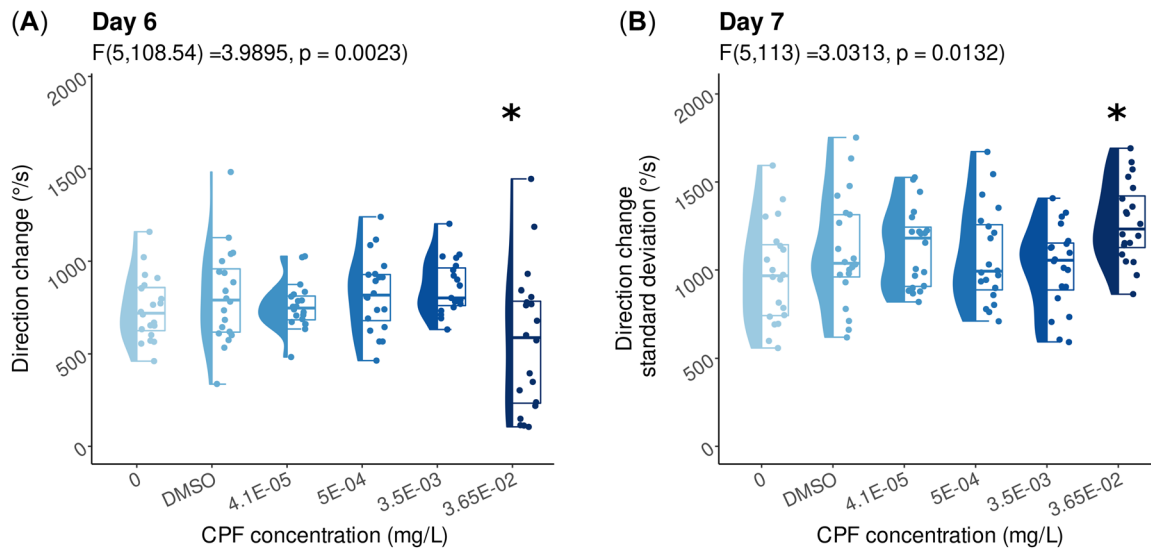 (A) Day 6
F(5,108.54) =3.9895, p = 0.0023)
Direction change (°/s)
2000
1500
1000
500
0
*
0 DMSO 4.1E-05 5E-04 3.5E-03 3.65E-02
CPF concentration (mg/L)
(B) Day 7
F(5,113) =3.0313, p = 0.0132)
Direction change
standard deviation (°/s)
2000
1500
1000
500
0
*
0 DMSO 4.1E-05 5E-04 3.5E-03 3.65E-02
CPF concentration (mg/L)